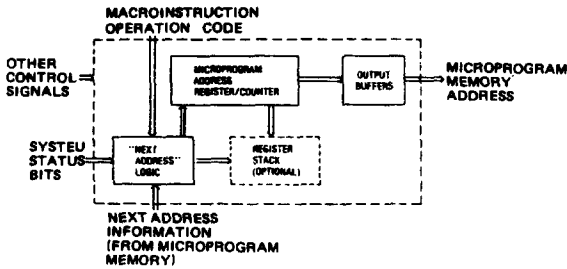 MACROINSTRUCTION
OPERATION CODE
OTHER
CONTROL
SIGNALS
MICROPROGRAM
ADDRESS
REGISTER/COUNTER
OUTPUT
BUFFERS
MICROPROGRAM
MEMORY
ADDRESS
SYSTEU
STATUS
BITS
"NEXT
ADDRESS"
LOGIC
REGISTER
STACK
(OPTIONAL)
NEXT ADDRESS
INFORMATION
(FROM MICROPROGRAM
MEMORY)